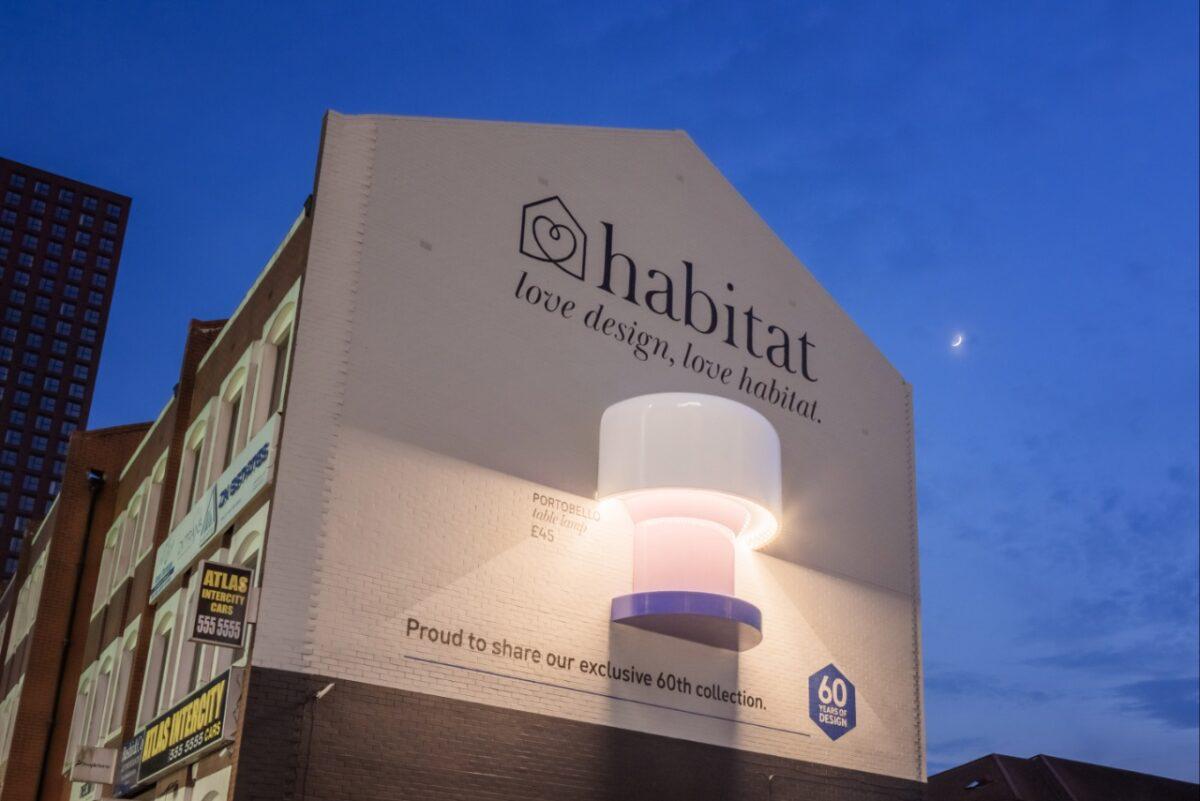 habitat
love design, love habitat.
PORTOBELLO
table lamp
£45
Proud to share our exclusive 60th collection.
60
YEARS OF
DESIGN
ATLAS
INTERCITY
CARS
555 5555
ATLAS INTERCITY
555 5555 CARS